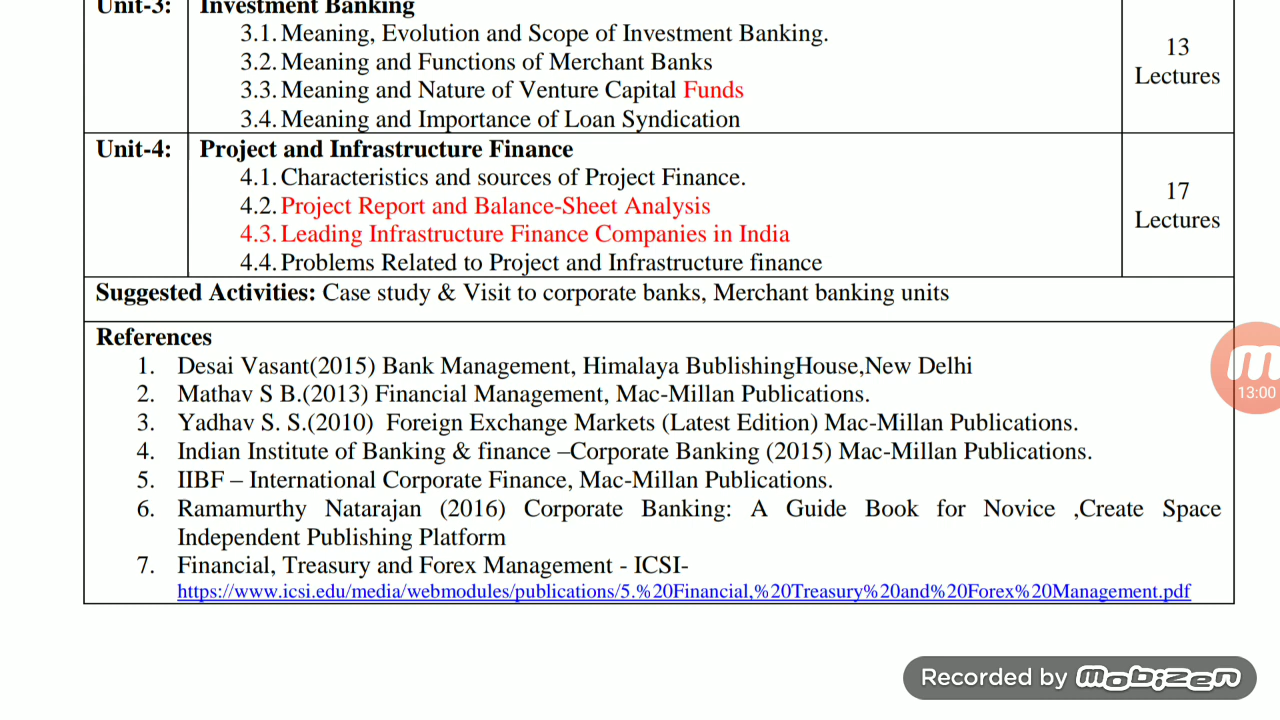 Unit-3: Investment Banking
3.1. Meaning, Evolution and Scope of Investment Banking.
3.2. Meaning and Functions of Merchant Banks
3.3. Meaning and Nature of Venture Capital Funds
3.4. Meaning and Importance of Loan Syndication
13
Lectures
Unit-4: Project and Infrastructure Finance
4.1. Characteristics and sources of Project Finance.
4.2. Project Report and Balance-Sheet Analysis
4.3. Leading Infrastructure Finance Companies in India
4.4. Problems Related to Project and Infrastructure finance
17
Lectures
Suggested Activities: Case study & Visit to corporate banks, Merchant banking units
References
1. Desai Vasant(2015) Bank Management, Himalaya BublishingHouse,New Delhi
2. Mathav S B.(2013) Financial Management, Mac-Millan Publications.
3. Yadhav S. S.(2010) Foreign Exchange Markets (Latest Edition) Mac-Millan Publications.
4. Indian Institute of Banking & finance –Corporate Banking (2015) Mac-Millan Publications.
5. IIBF – International Corporate Finance, Mac-Millan Publications.
6. Ramamurthy Natarajan (2016) Corporate Banking: A Guide Book for Novice ,Create Space
Independent Publishing Platform
7. Financial, Treasury and Forex Management - ICSI-
https://www.icsi.edu/media/webmodules/publications/5.%20Financial,%20Treasury%20and%20Forex%20Management.pdf
13:00
Recorded by Mobizen